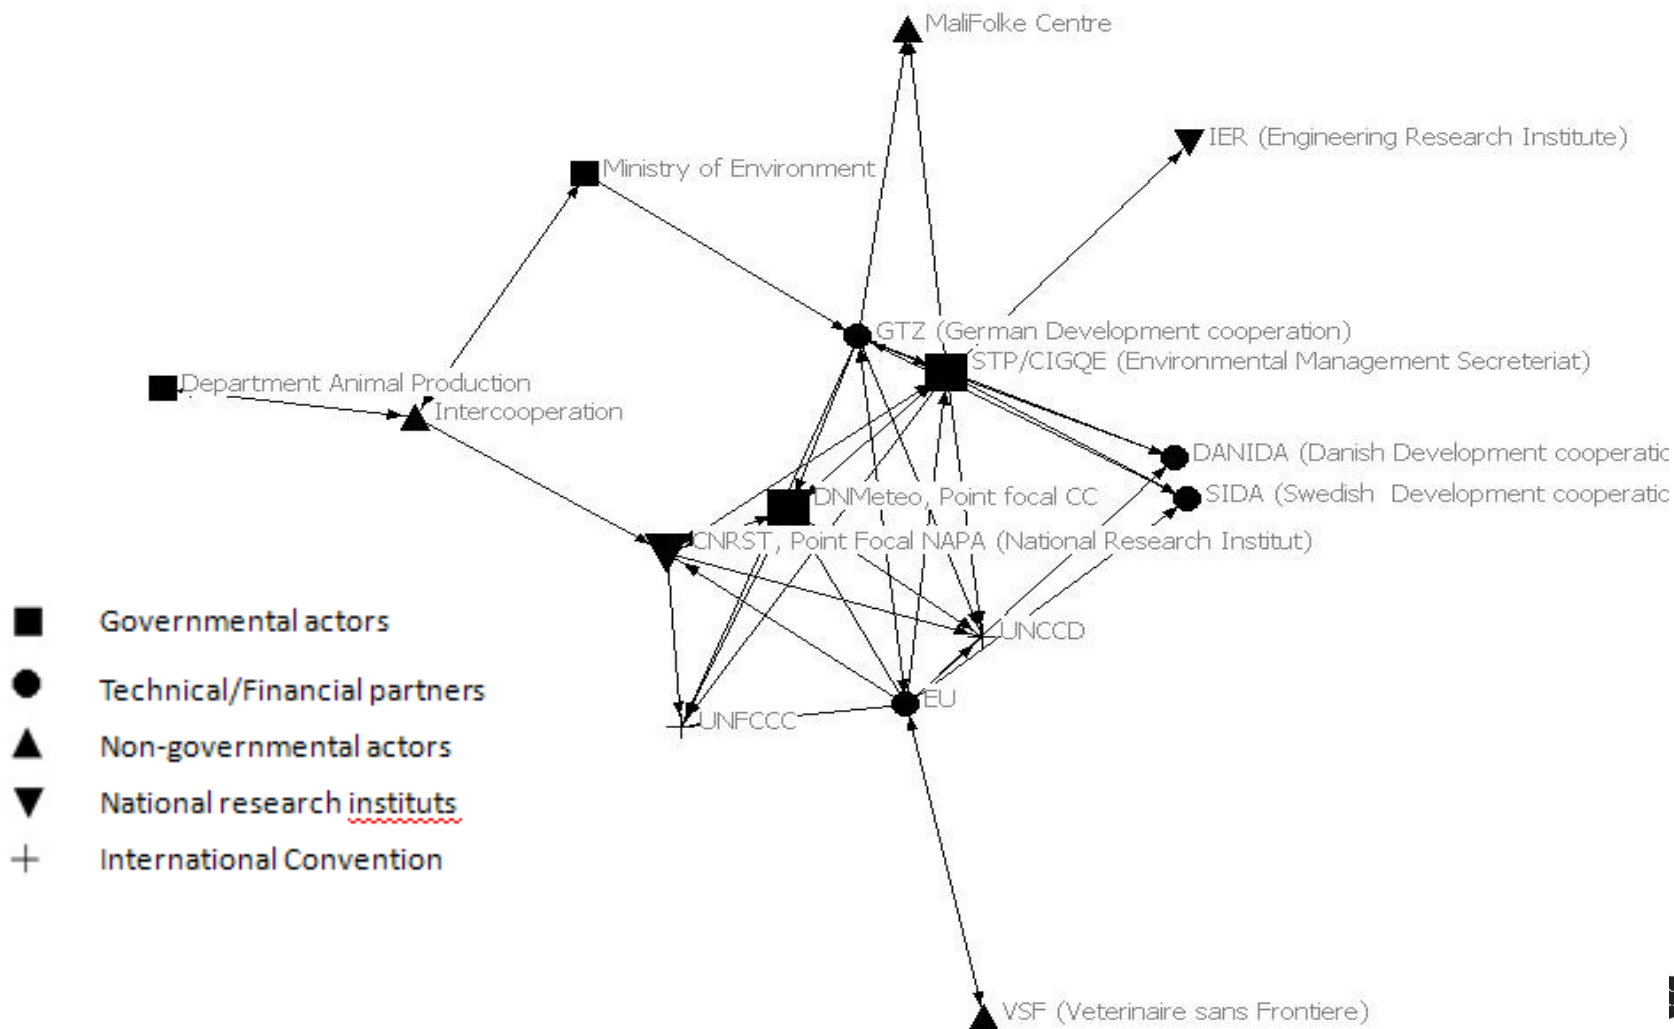 MaliFolke Centre
IER (Engineering Research Institute)
Ministry of Environment
GTZ (German Development cooperation)
STP/CIGQE (Environmental Management Secreteriat)
Department Animal Production
Intercooperation
DANIDA (Danish Development cooperatic
SIDA (Swedish Development cooperatic
DNMeteo, Point focal CC
CNRST, Point Focal NAPA (National Research Institut)
UNCCD
EU
UNFCCC
VSF (Veterinaire sans Frontiere)
Governmental actors
Technical/Financial partners
Non-governmental actors
National research instituts
International Convention